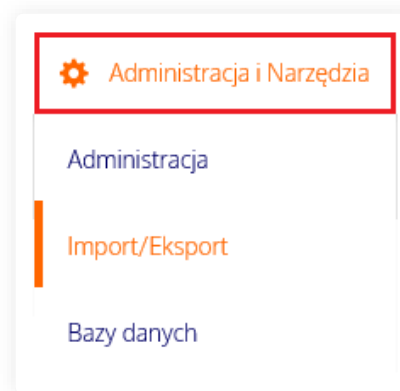 Administracja i Narzędzia
Administracja
Import/Eksport
Bazy danych